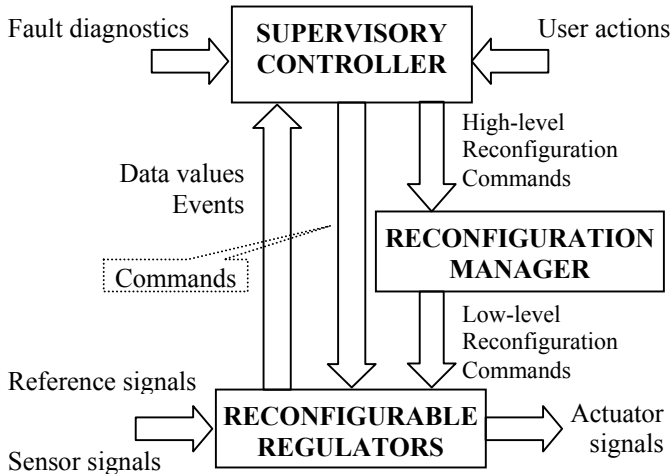 Fault diagnostics
SUPERVISORY
CONTROLLER
User actions
High-level
Reconfiguration
Commands
Data values
Events
Commands
RECONFIGURATION
MANAGER
Low-level
Reconfiguration
Commands
Reference signals
Sensor signals
RECONFIGURABLE
REGULATORS
Actuator
signals